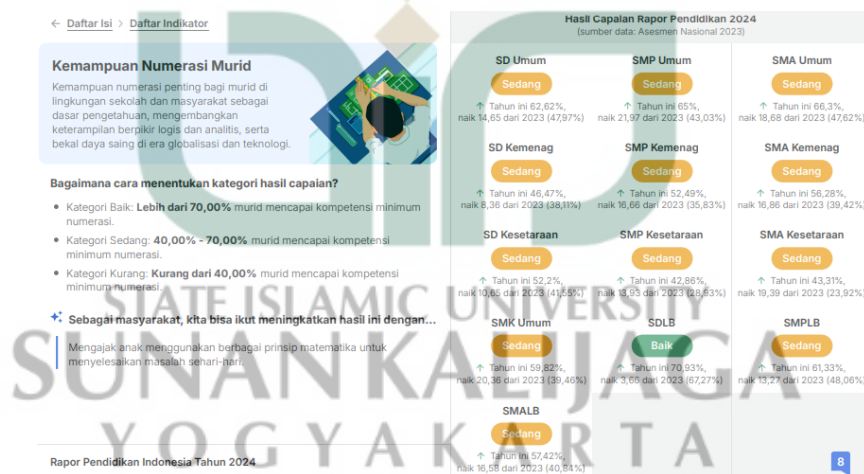 ← Daftar Isi > Daftar Indikator
Kemampuan Numerasi Murid
Kemampuan numerasi penting bagi murid di
lingkungan sekolah dan masyarakat sebagai
dasar pengetahuan, mengembangkan
keterampilan berpikir logis dan analitis, serta
bekal daya saing di era globalisasi dan teknologi.
Bagaimana cara menentukan kategori hasil capaian?
• Kategori Baik: Lebih dari 70,00% murid mencapai kompetensi minimum
numerasi.
• Kategori Sedang: 40,00% - 70,00% murid mencapai kompetensi
minimum numerasi.
• Kategori Kurang: Kurang dari 40,00% murid mencapai kompetensi
minimum numerasi.
Sebagai masyarakat, kita bisa ikut meningkatkan hasil ini dengan...
Mengajak anak menggunakan berbagai prinsip matematika untuk
menyelesaikan masalah sehari-hari.
Rapor Pendidikan Indonesia Tahun 2024
Hasil Capaian Rapor Pendidikan 2024
(sumber data: Asesmen Nasional 2023)
SD Umum
Sedang
↑ Tahun ini 62,62%,
naik 14,65 dari 2023 (47,97%)
SMP Umum
Sedang
↑ Tahun ini 65%,
naik 21,97 dari 2023 (43,03%)
SMA Umum
Sedang
↑ Tahun ini 66,3%,
naik 18,68 dari 2023 (47,62%)
SD Kemenag
Sedang
↑ Tahun ini 46,47%,
naik 8,36 dari 2023 (38,11%)
SMP Kemenag
Sedang
↑ Tahun ini 52,49%,
naik 16,66 dari 2023 (35,83%)
SMA Kemenag
Sedang
↑ Tahun ini 56,28%,
naik 16,86 dari 2023 (39,42%)
SD Kesetaraan
Sedang
↑ Tahun ini 52,2%,
naik 10,65 dari 2023 (41,55%)
SMP Kesetaraan
Sedang
↑ Tahun ini 42,86%,
naik 13,93 dari 2023 (28,93%)
SMA Kesetaraan
Sedang
↑ Tahun ini 43,31%,
naik 19,39 dari 2023 (23,92%)
SMK Umum
Sedang
↑ Tahun ini 59,82%,
naik 20,36 dari 2023 (39,46%)
SDLB
Baik
↑ Tahun ini 70,93%,
naik 3,66 dari 2023 (67,27%)
SMPLB
Sedang
↑ Tahun ini 61,33%,
naik 13,27 dari 2023 (48,06%)
SMALB
Sedang
↑ Tahun ini 57,42%,
naik 16,58 dari 2023 (40,84%)
8
STATE ISLAMIC UNIVERSITY
SUNAN KALIJAGA
YOGYAKARTA